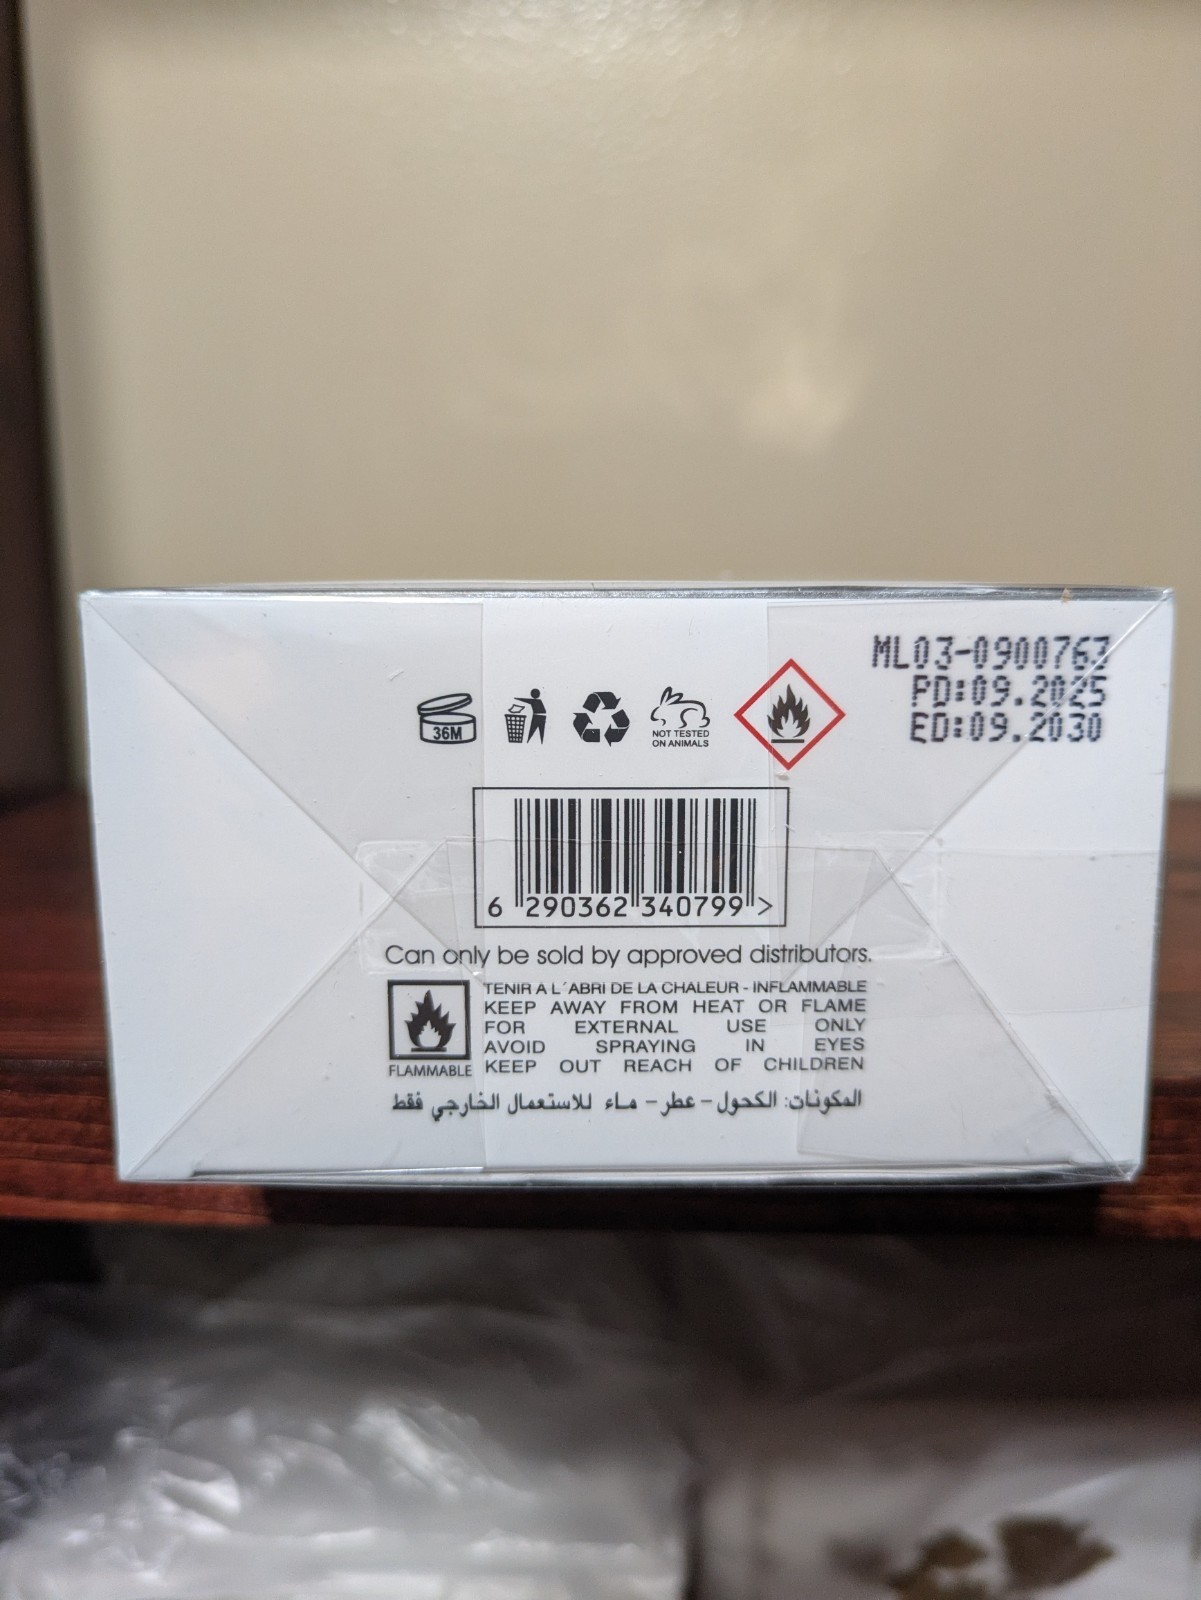 ML03-0900763
PD:09.2025
ED:09.2030
36M
NOT TESTED
ON ANIMALS
6 290362 340799 >
Can only be sold by approved distributors.
FLAMMABLE
TENIR A L´ABRI DE LA CHALEUR - INFLAMMABLE
KEEP AWAY FROM HEAT OR FLAME
FOR EXTERNAL USE ONLY
AVOID SPRAYING IN EYES
KEEP OUT REACH OF CHILDREN
المكونات: الكحول - عطر - ماء للاستعمال الخارجي فقط